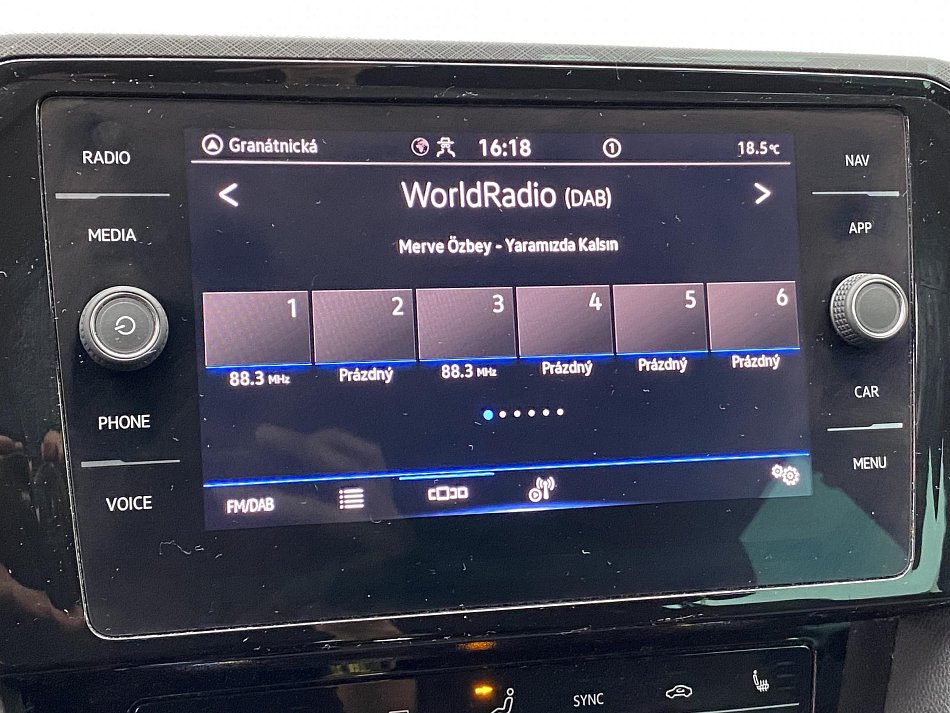 RADIO
MEDIA
PHONE
VOICE
Granátnická 16:18 1 18.5°C
< WorldRadio (DAB) >
Merve Özbey - Yaramızda Kalsın
1 2 3 4 5 6
88.3 MHz Prázdný 88.3 MHz Prázdný Prázdný Prázdný
FM/DAB
NAV
APP
CAR
MENU
SYNC